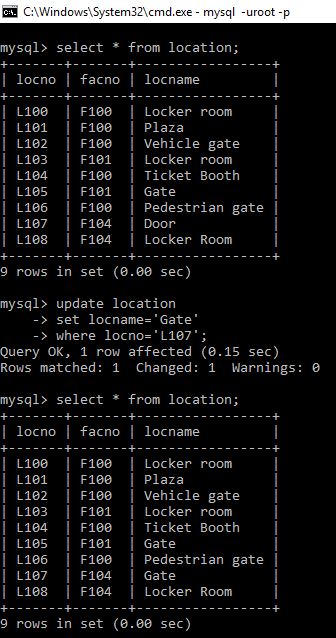 C:\Windows\System32\cmd.exe - mysql -uroot -p
mysql> select * from location;
+-------+-------+-----------------+
| locno | facno | locname         |
+-------+-------+-----------------+
| L100  | F100  | Locker room     |
| L101  | F100  | Plaza           |
| L102  | F100  | Vehicle gate    |
| L103  | F101  | Locker room     |
| L104  | F100  | Ticket Booth    |
| L105  | F101  | Gate            |
| L106  | F100  | Pedestrian gate |
| L107  | F104  | Door            |
| L108  | F104  | Locker Room     |
+-------+-------+-----------------+
9 rows in set (0.00 sec)
mysql> update location
    -> set locname='Gate'
    -> where locno='L107';
Query OK, 1 row affected (0.15 sec)
Rows matched: 1  Changed: 1  Warnings: 0
mysql> select * from location;
+-------+-------+-----------------+
| locno | facno | locname         |
+-------+-------+-----------------+
| L100  | F100  | Locker room     |
| L101  | F100  | Plaza           |
| L102  | F100  | Vehicle gate    |
| L103  | F101  | Locker room     |
| L104  | F100  | Ticket Booth    |
| L105  | F101  | Gate            |
| L106  | F100  | Pedestrian gate |
| L107  | F104  | Gate            |
| L108  | F104  | Locker Room     |
+-------+-------+-----------------+
9 rows in set (0.00 sec)